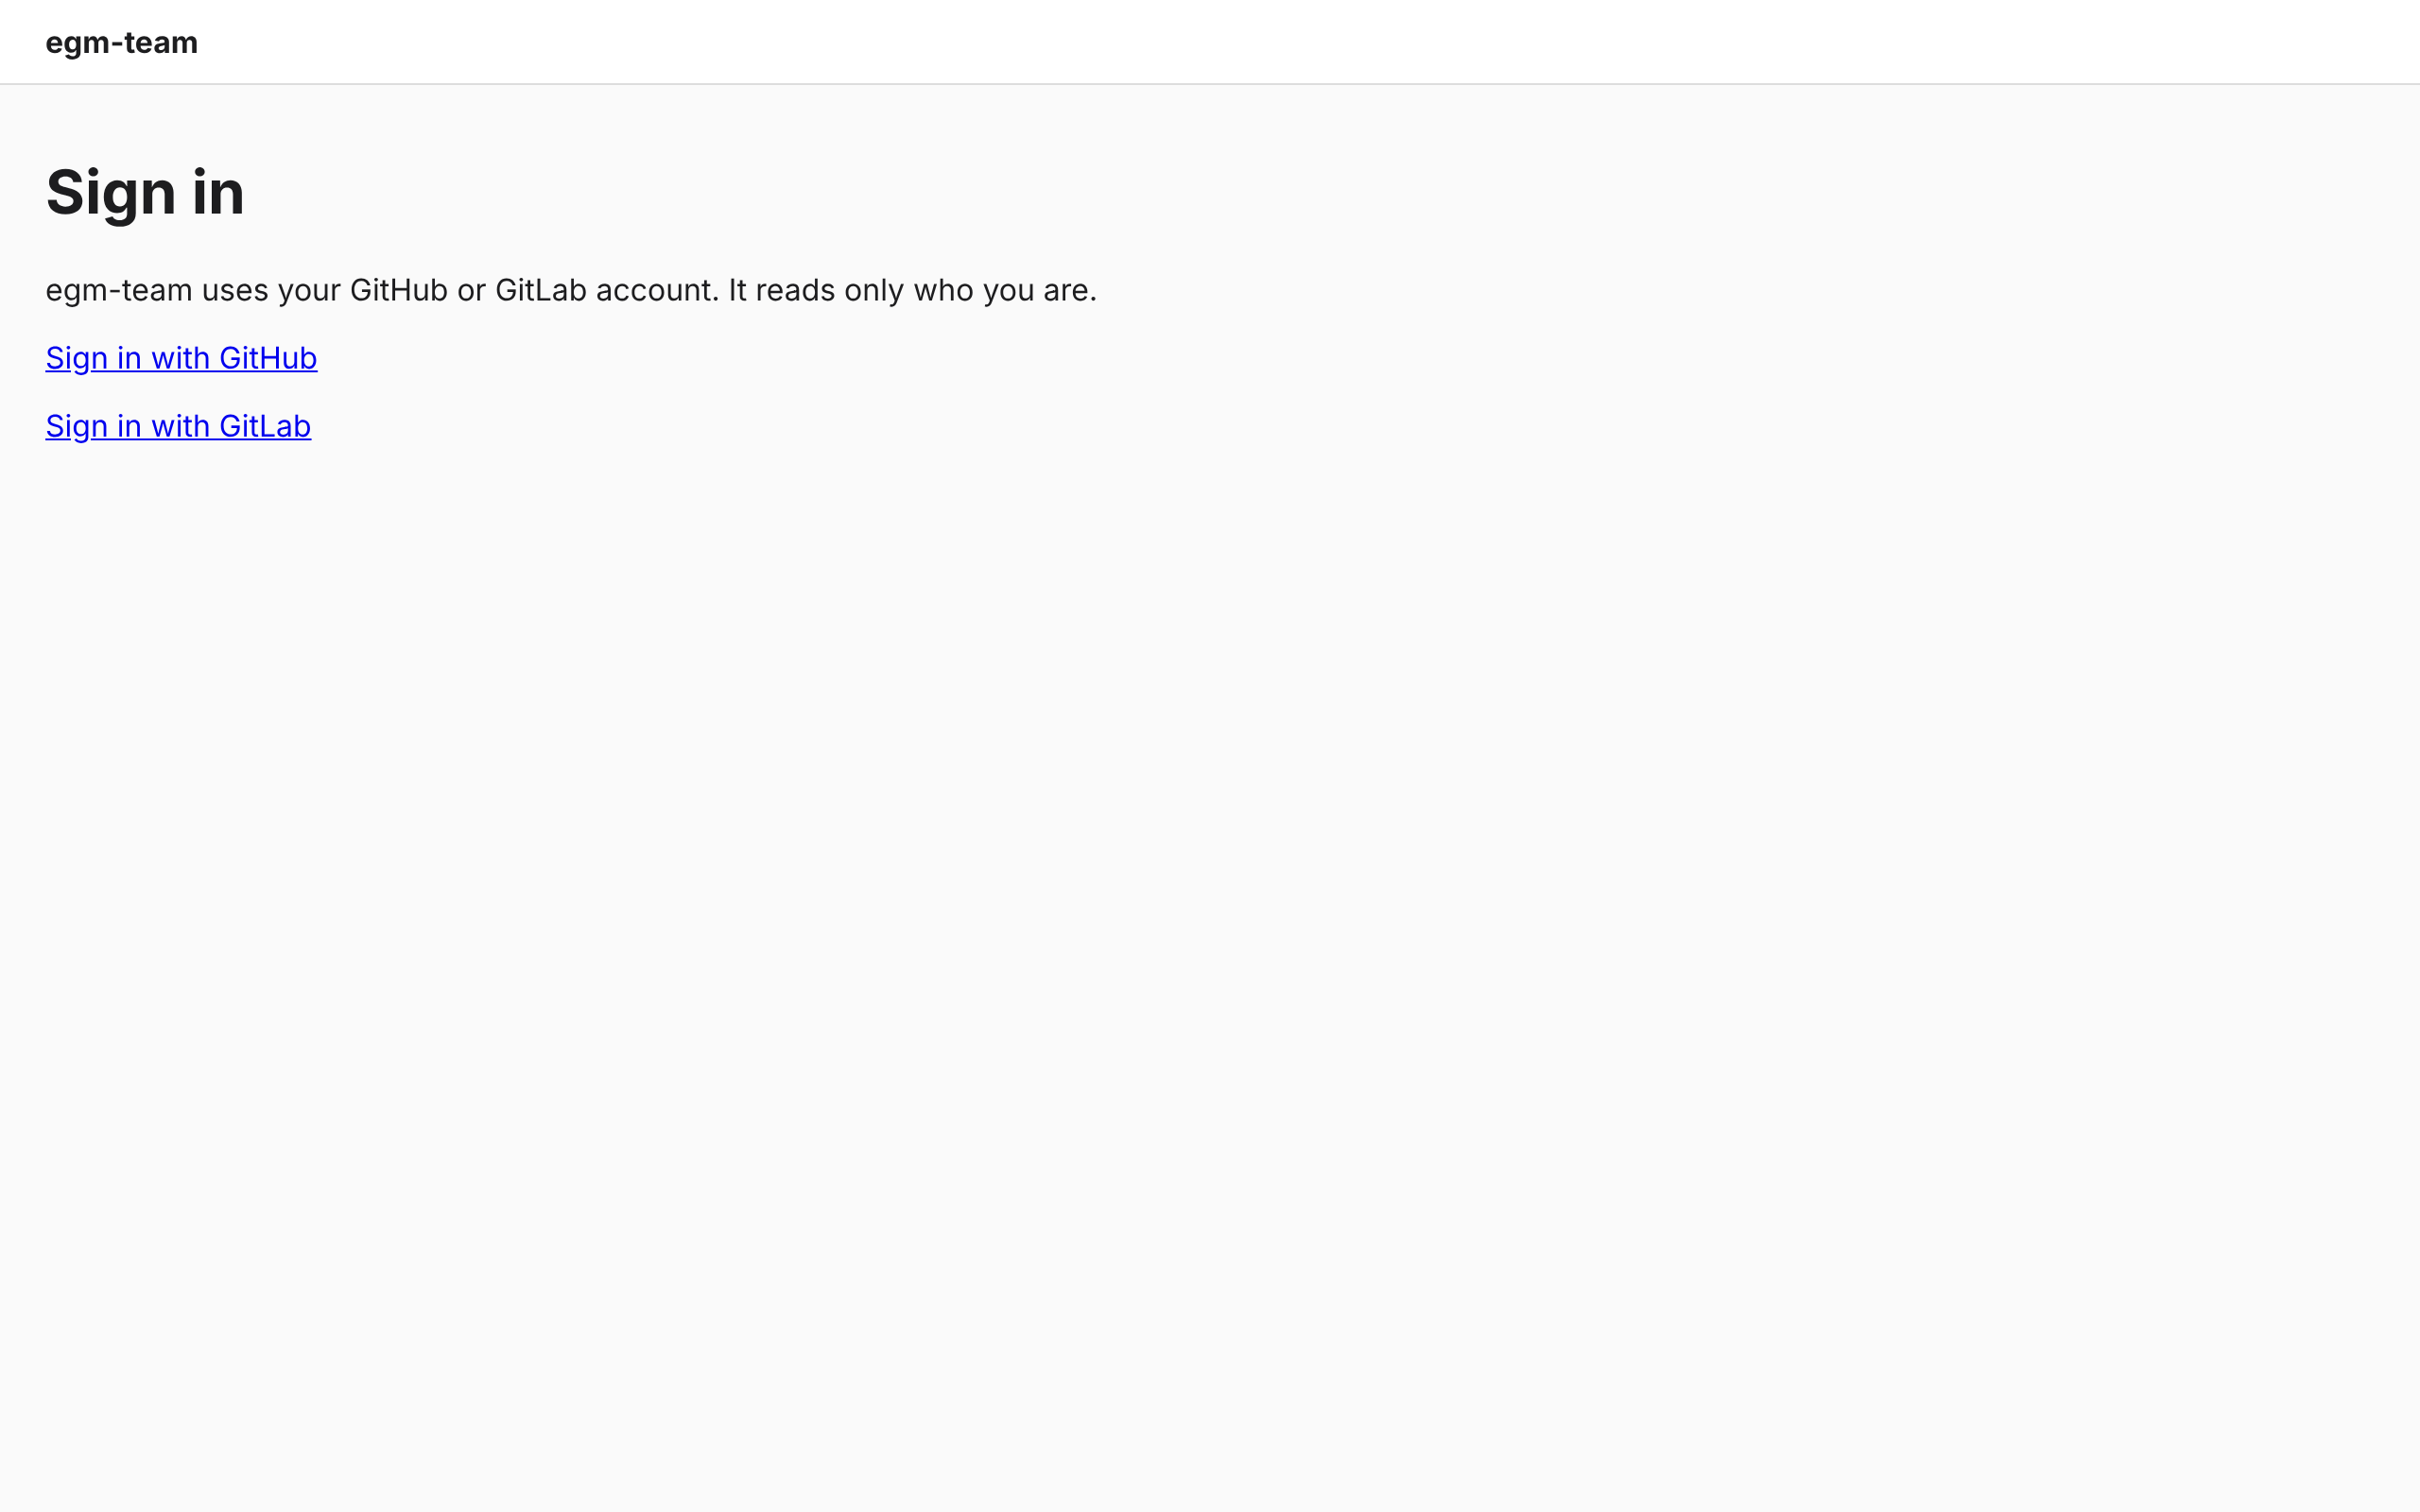 egm-team
Sign in
egm-team uses your GitHub or GitLab account. It reads only who you are.
Sign in with GitHub
Sign in with GitLab